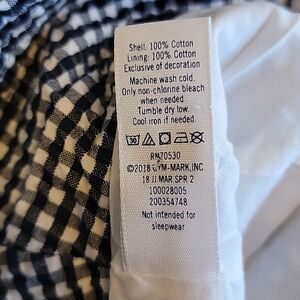 Shell: 100% Cotton
Lining: 100% Cotton
Exclusive of decoration
Machine wash cold.
Only non-chlorine bleach
when needed.
Tumble dry low.
Cool iron if needed
30
RN70530
©2018 GYM-MARK, INC.
18 JJ MAR SPR 2
100028005
200354748
Not intended for
sleepwear.